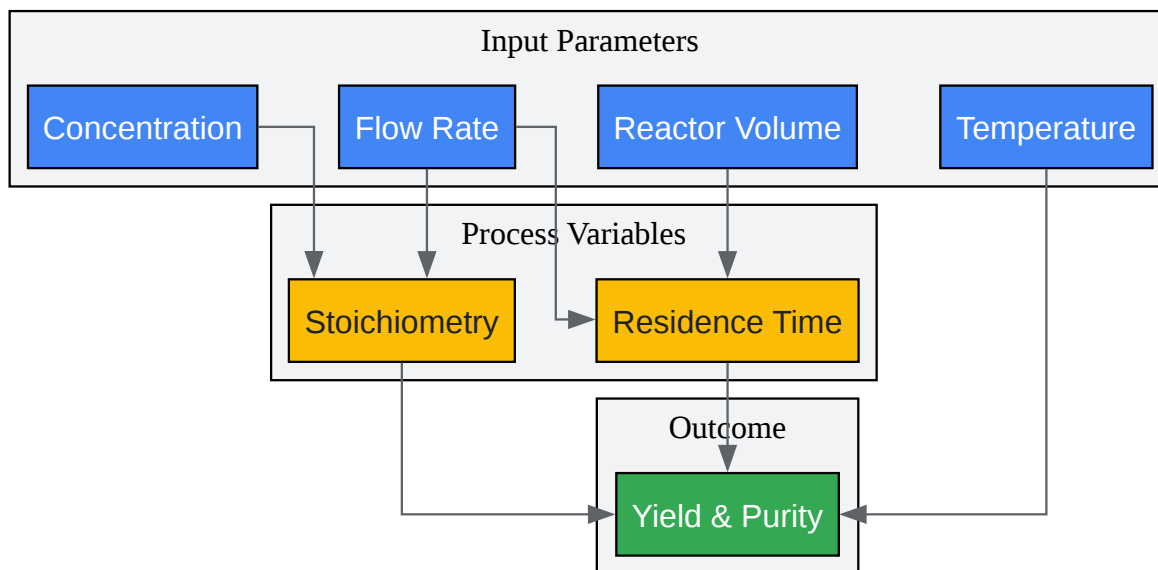 Input Parameters
Concentration
Flow Rate
Reactor Volume
Temperature
Process Variables
Stoichiometry
Residence Time
Outcome
Yield & Purity